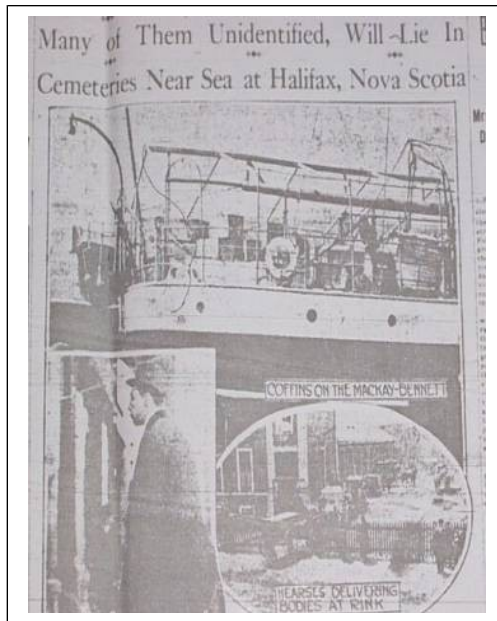 Many of Them Unidentified, Will Lie In
Cemeteries Near Sea at Halifax, Nova Scotia
Mr
D
COFFINS ON THE MACKAY-BENNETT
HEARSES DELIVERING
BODIES AT RINK